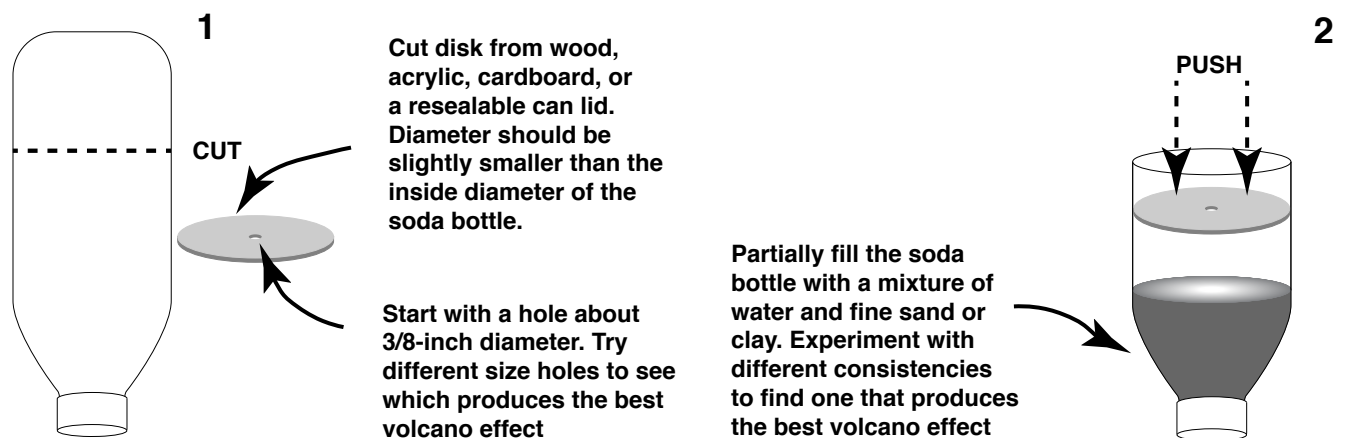 1
CUT
Cut disk from wood,
acrylic, cardboard, or
a resealable can lid.
Diameter should be
slightly smaller than the
inside diameter of the
soda bottle.
Start with a hole about
3/8-inch diameter. Try
different size holes to see
which produces the best
volcano effect
2
PUSH
Partially fill the soda
bottle with a mixture of
water and fine sand or
clay. Experiment with
different consistencies
to find one that produces
the best volcano effect